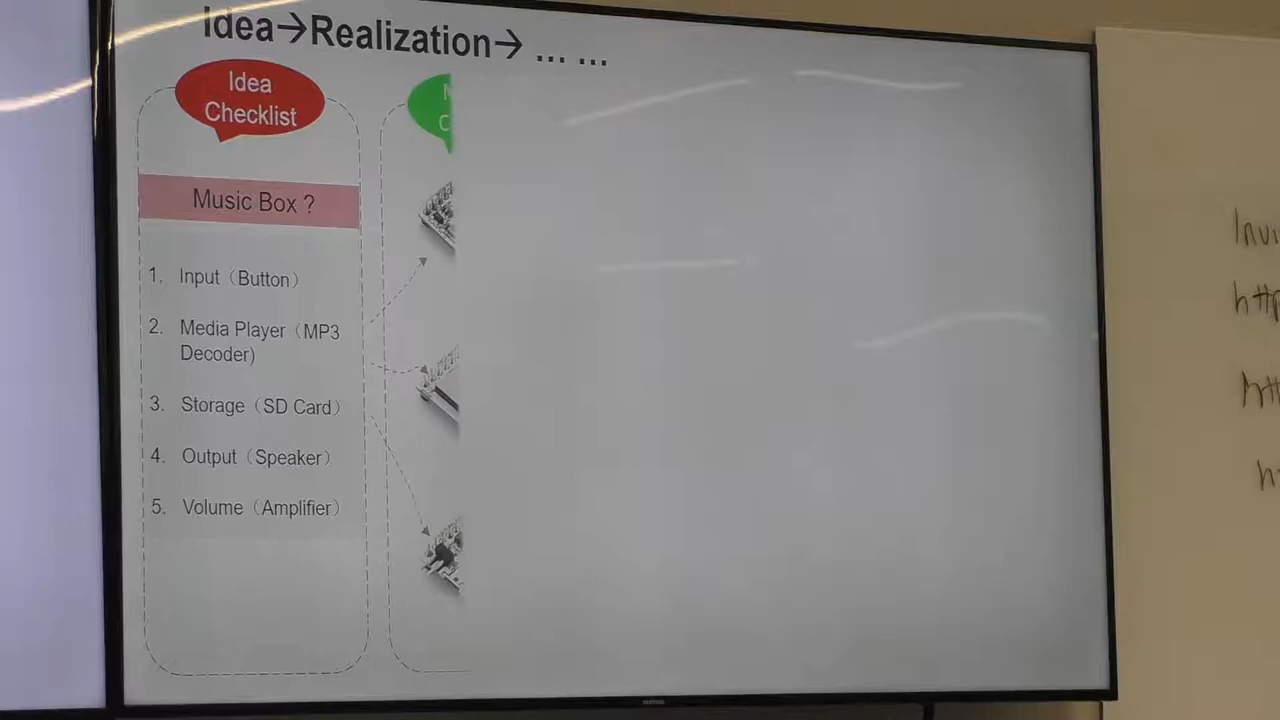 Idea→Realization→ ... ...
Idea
Checklist
Music Box ?
1. Input（Button）
2. Media Player（MP3
Decoder)
3. Storage（SD Card）
4. Output（Speaker）
5. Volume（Amplifier）